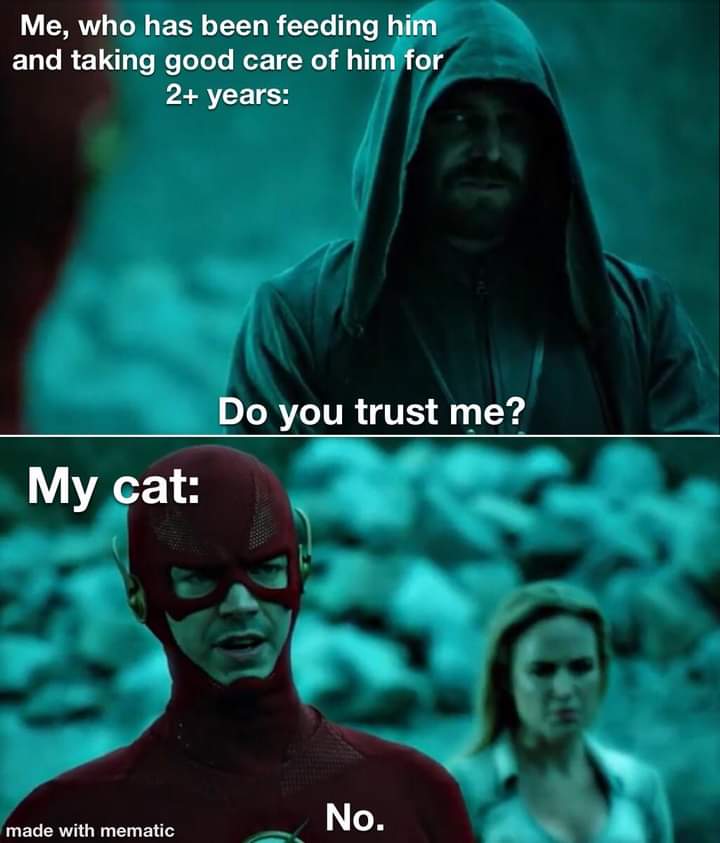 Me, who has been feeding him
and taking good care of him for
2+ years:
Do you trust me?
My cat:
No.
made with mematic